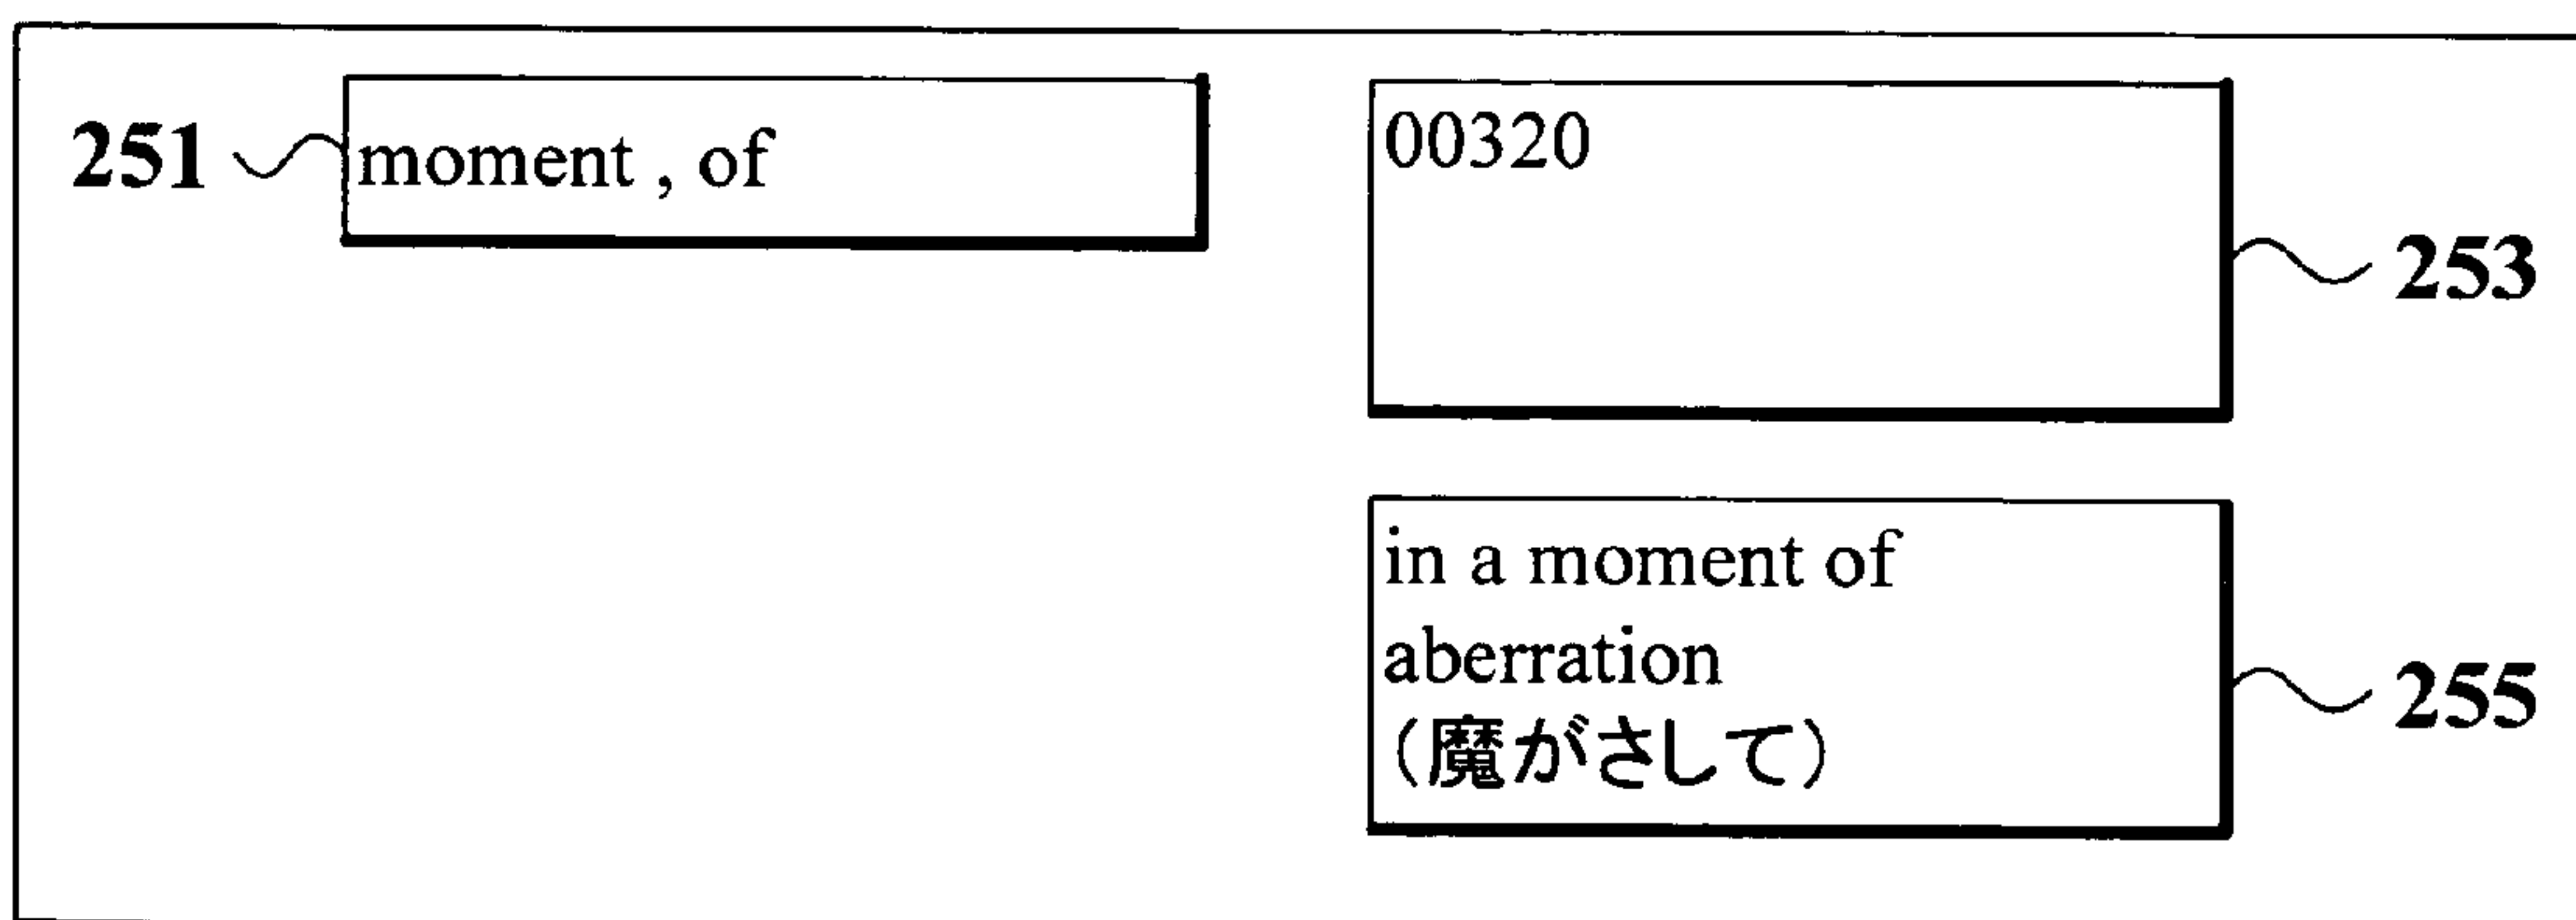 251
moment , of
00320
253
in a moment of
aberration
(魔がさして)
255